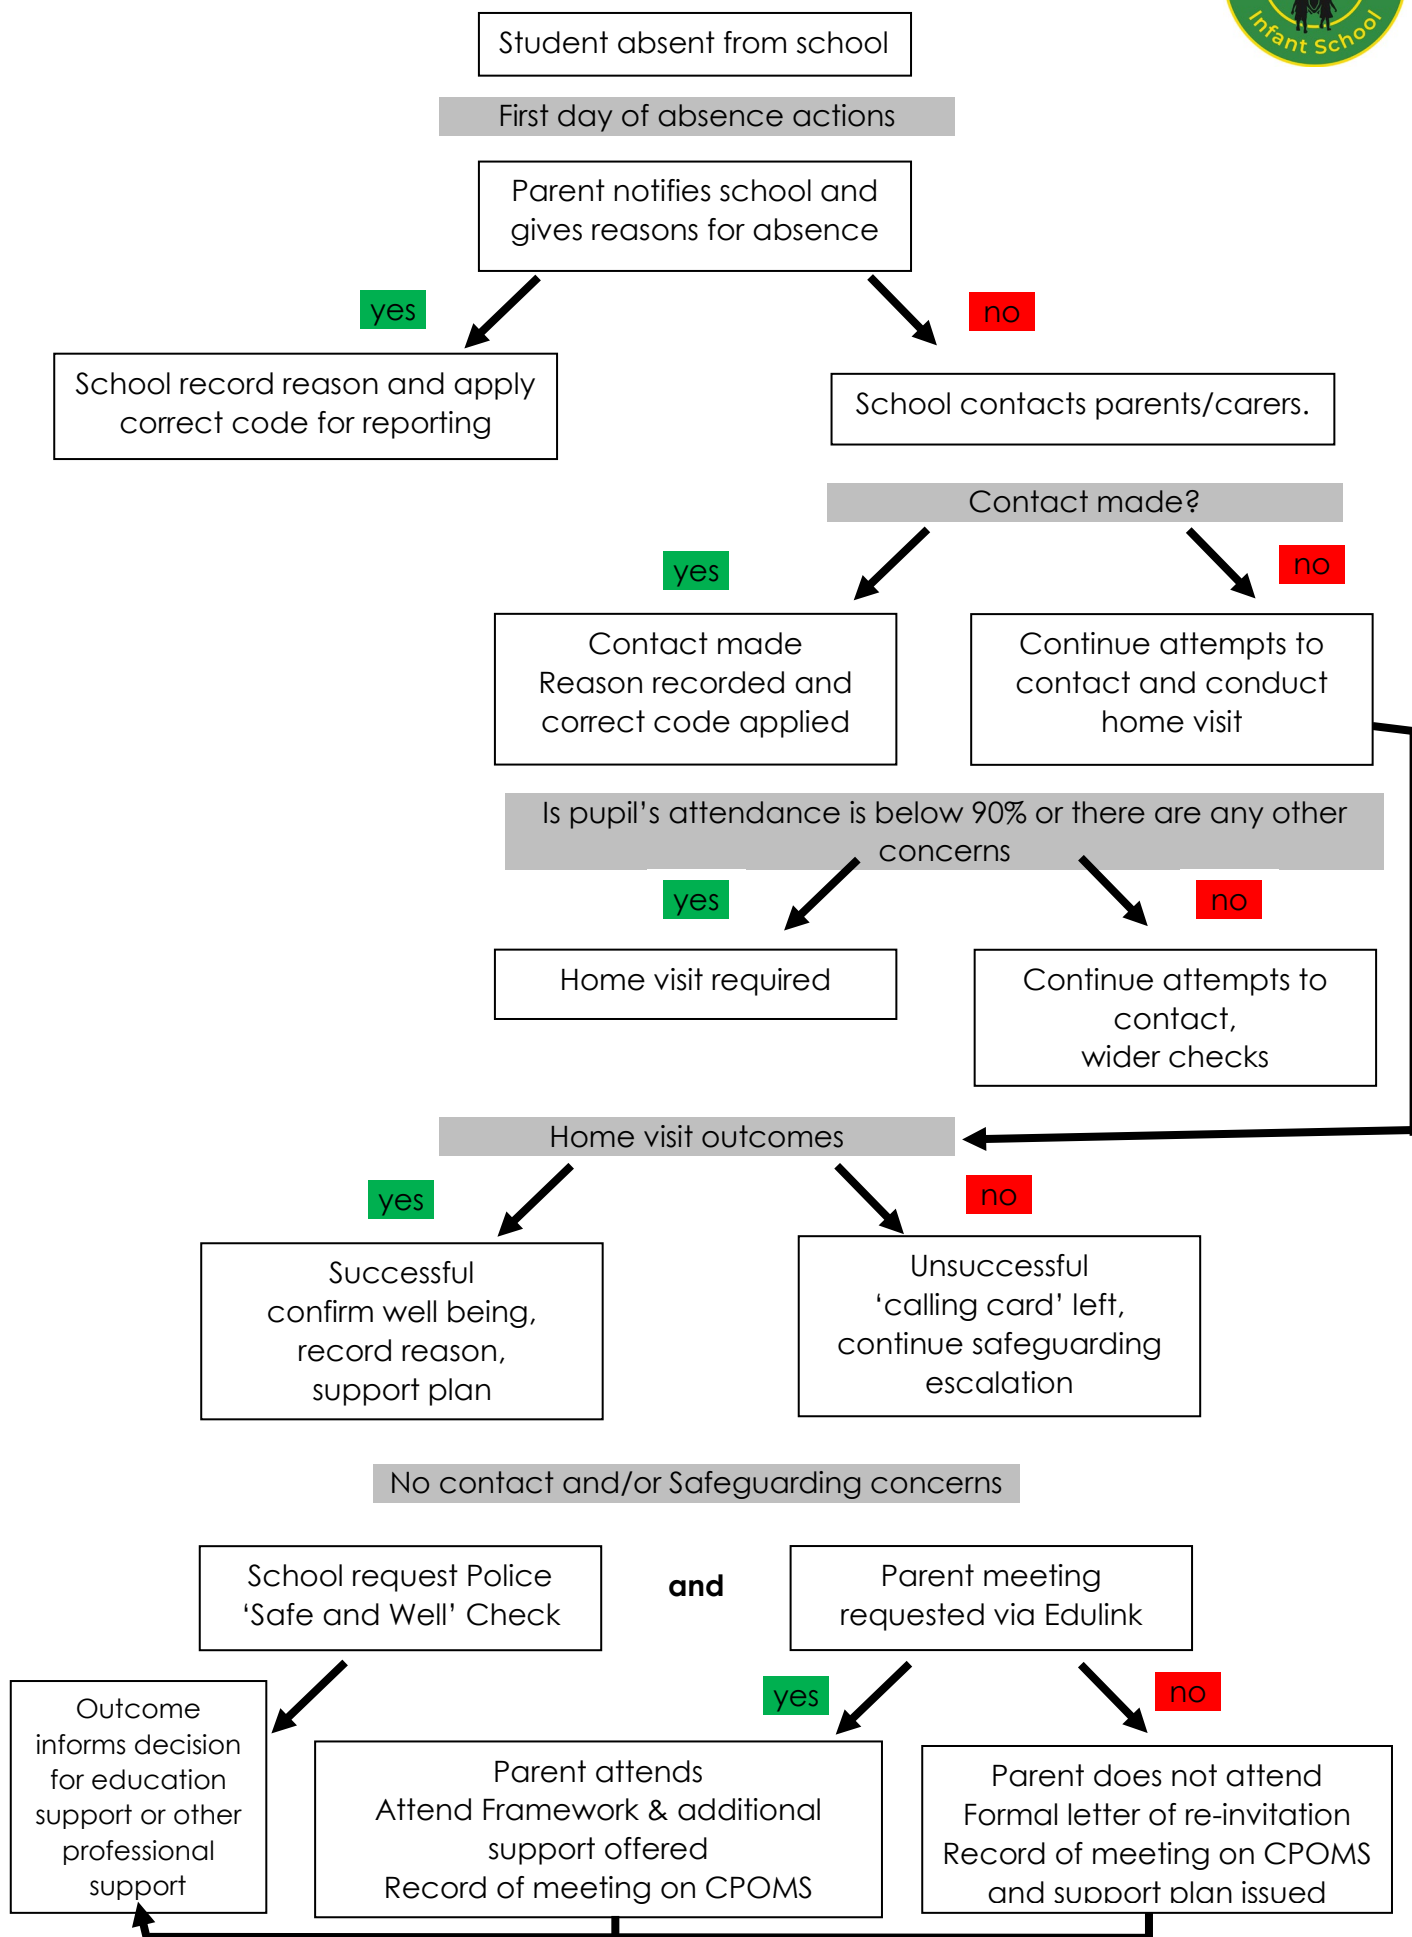 Infant School
Student absent from school
First day of absence actions
Parent notifies school and
gives reasons for absence
yes
no
School record reason and apply
correct code for reporting
School contacts parents/carers.
Contact made?
yes
no
Contact made
Reason recorded and
correct code applied
Continue attempts to
contact and conduct
home visit
Is pupil’s attendance is below 90% or there are any other
concerns
yes
no
Home visit required
Continue attempts to
contact,
wider checks
Home visit outcomes
yes
no
Successful
confirm well being,
record reason,
support plan
Unsuccessful
‘calling card’ left,
continue safeguarding
escalation
No contact and/or Safeguarding concerns
School request Police
‘Safe and Well’ Check
and
Parent meeting
requested via Edulink
yes
no
Outcome
informs decision
for education
support or other
professional
support
Parent attends
Attend Framework & additional
support offered
Record of meeting on CPOMS
Parent does not attend
Formal letter of re-invitation
Record of meeting on CPOMS
and support plan issued